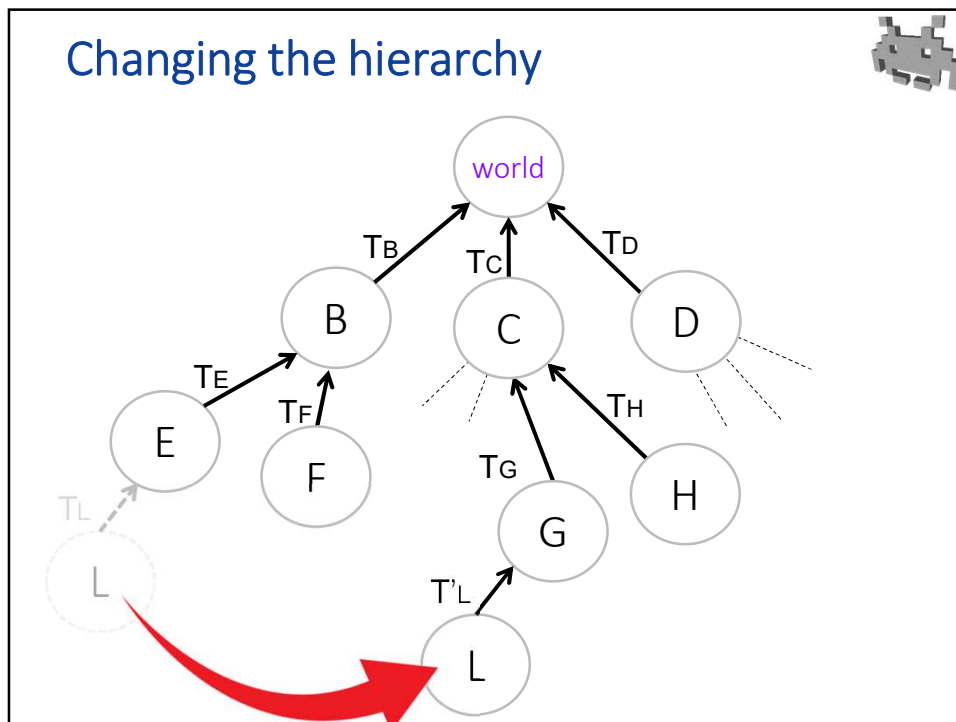 Changing the hierarchy
world
TB
TC
TD
B
C
D
TE
TF
TH
E
F
TG
H
TL
G
L
T’L
L